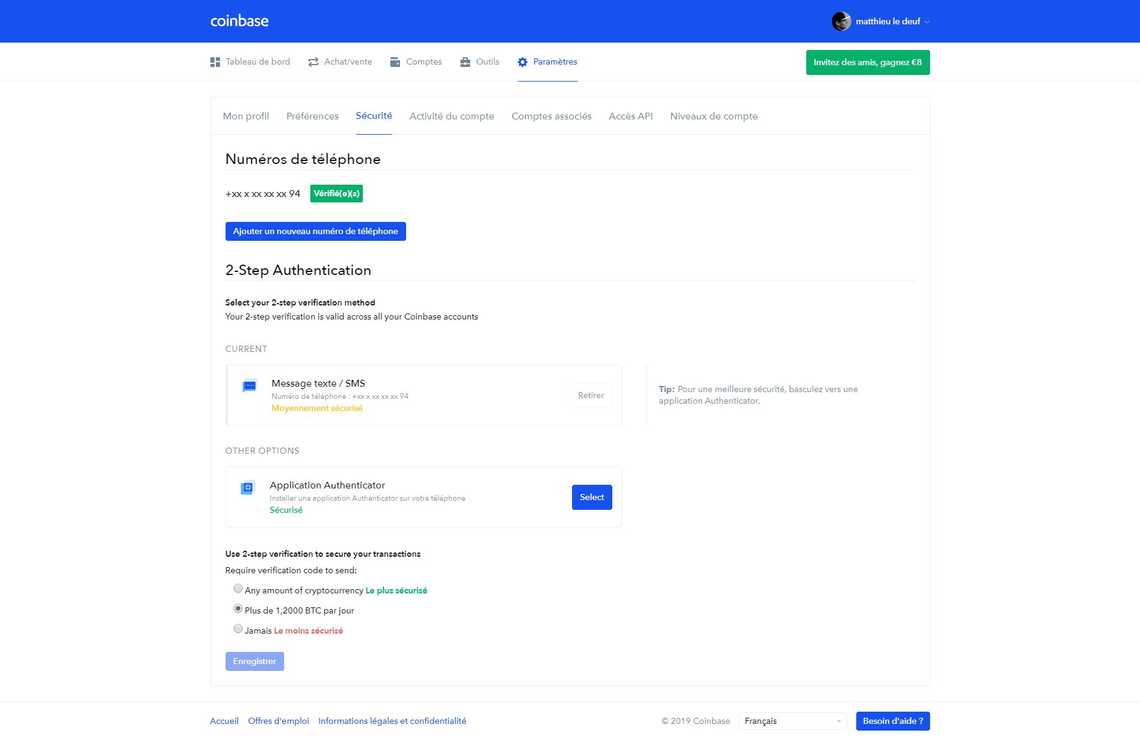 coinbase
matthieu le deuf
Tableau de bord
Achat/vente
Comptes
Outils
Paramètres
Invitez des amis, gagnez €8
Mon profil
Préférences
Sécurité
Activité du compte
Comptes associés
Accès API
Niveaux de compte
Numéros de téléphone
+xx x xx xx xx 94 Vérifié(e)(s)
Ajouter un nouveau numéro de téléphone
2-Step Authentication
Select your 2-step verification method
Your 2-step verification is valid across all your Coinbase accounts
CURRENT
Message texte / SMS
Numéro de téléphone : +xx x xx xx xx 94
Moyennement sécurisé
Retirer
Tip: Pour une meilleure sécurité, basculez vers une
application Authenticator.
OTHER OPTIONS
Application Authenticator
Installer une application Authenticator sur votre téléphone
Sécurisé
Select
Use 2-step verification to secure your transactions
Require verification code to send:
Any amount of cryptocurrency Le plus sécurisé
Plus de 1,2000 BTC par jour
Jamais Le moins sécurisé
Enregistrer
Accueil
Offres d'emploi
Informations légales et confidentialité
© 2019 Coinbase
Français
Besoin d'aide ?